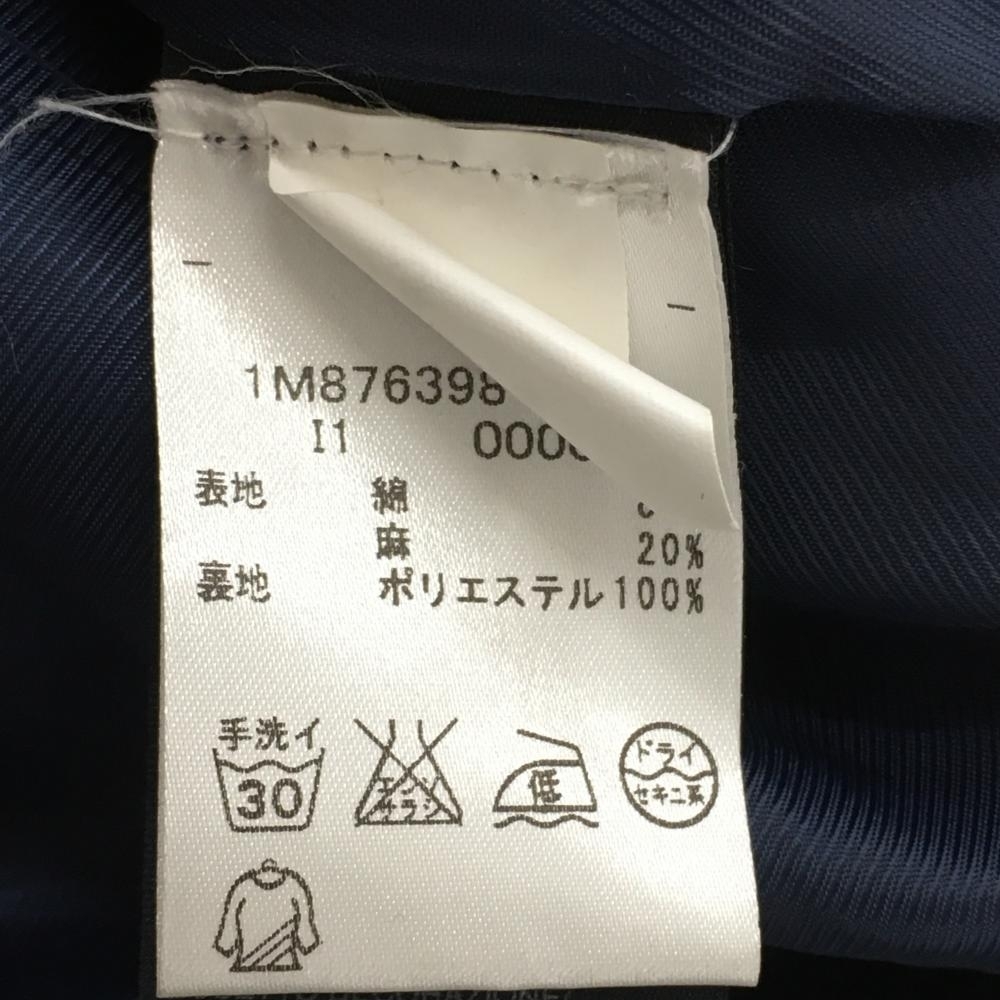 1M876398
I1 000
表地 綿
麻 20%
裏地 ポリエステル100%
手洗イ
30
エンソ
サラシ
低
ドライ
セキユ系